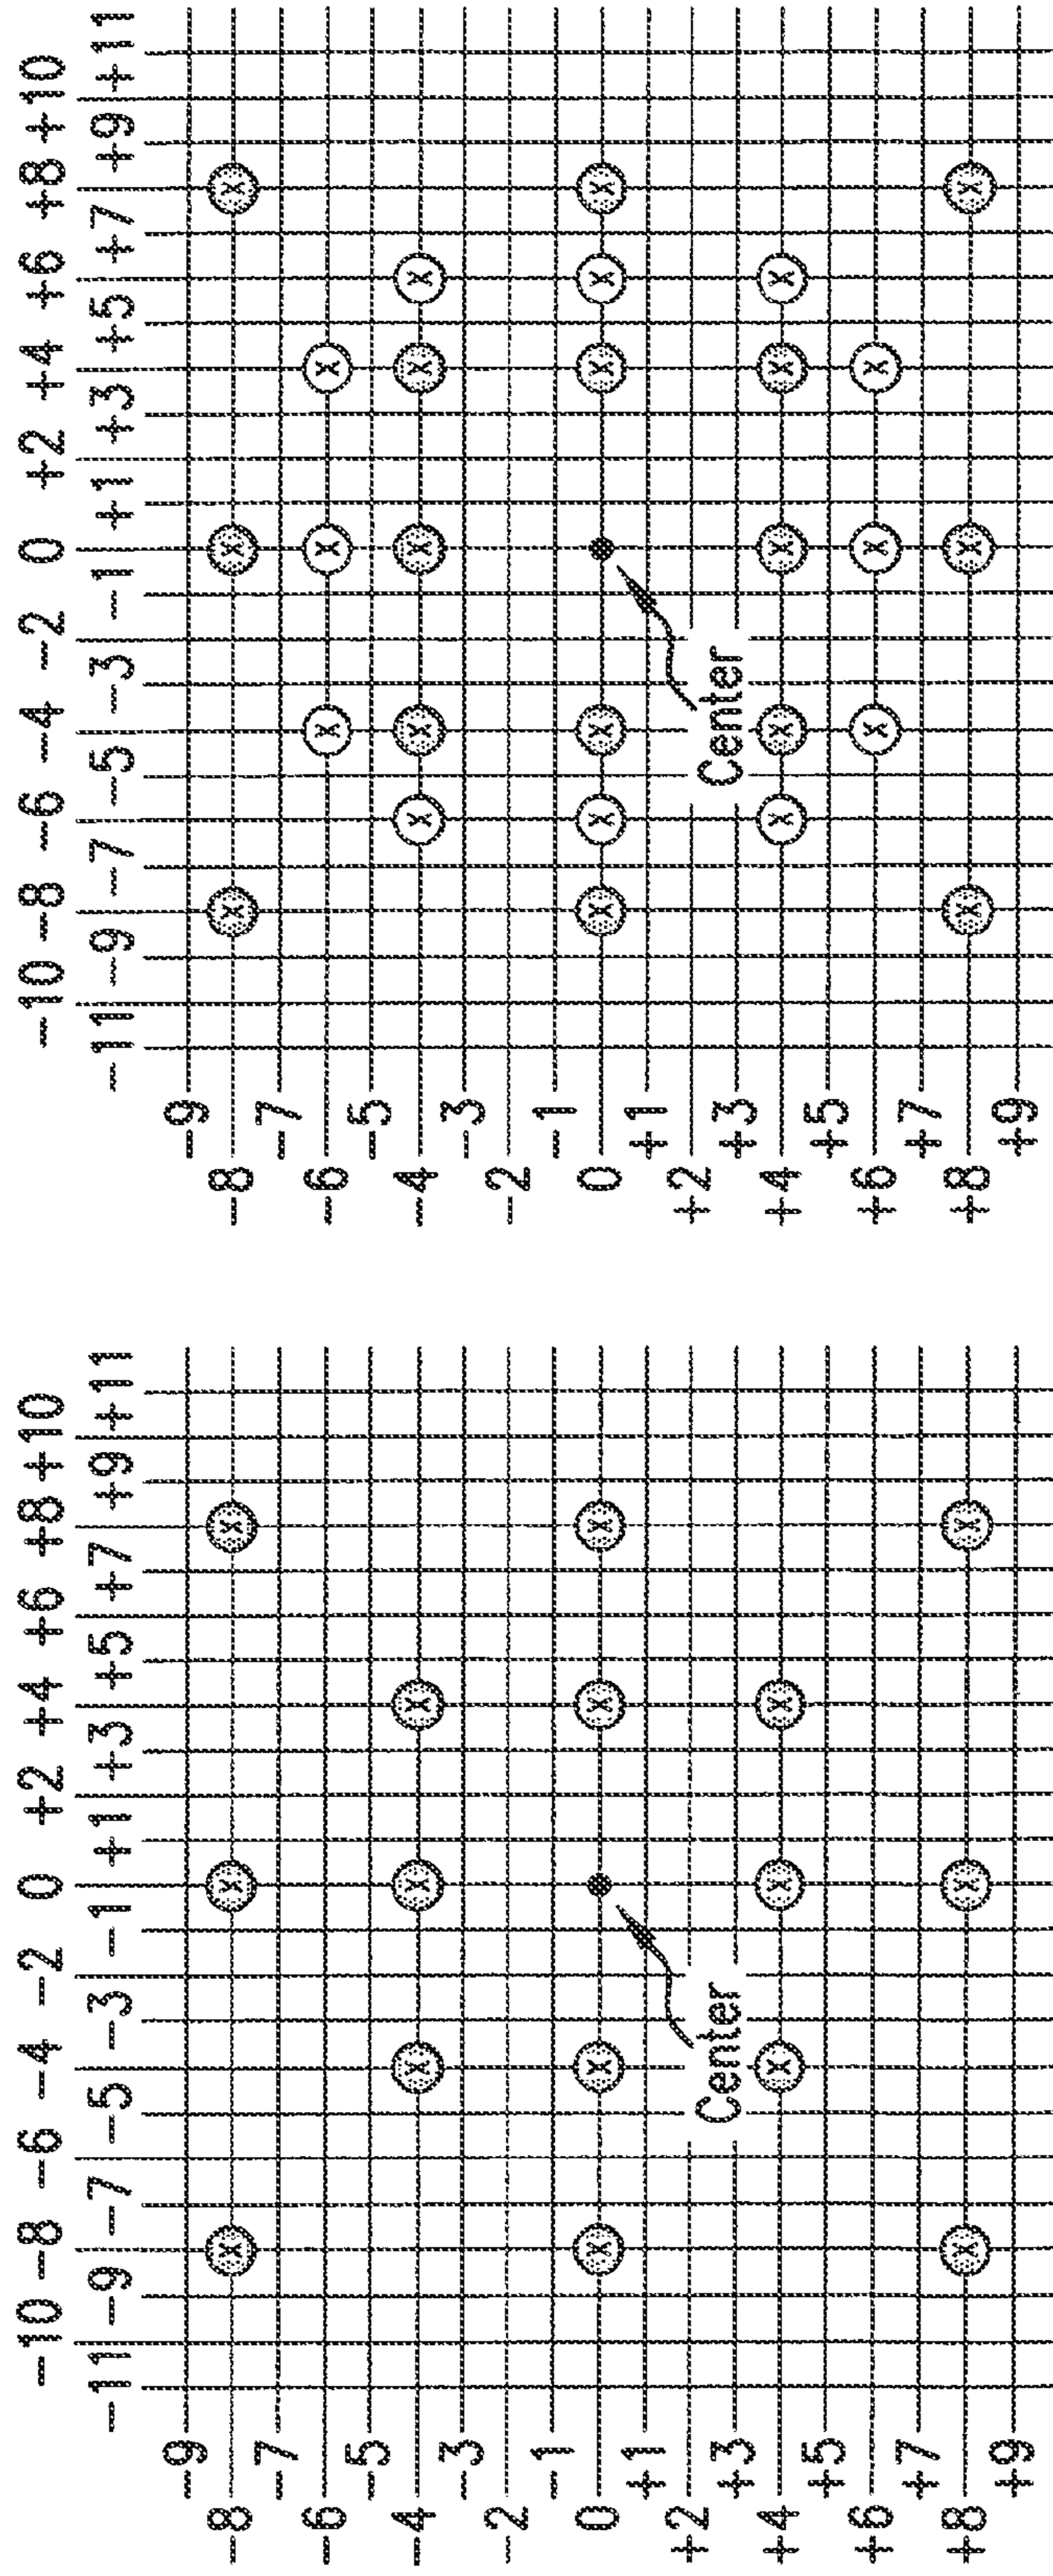 -10 -8 -6 -4 -2 0 +2 +4 +6 +8 +10
-11 -9 -7 -5 -3 -1 +1 +3 +5 +7 +9 +11
-9
-8 x x x
-7
-6
-5
-4 x x x
-3
-2
-1
0 x x x x
+1
+2
Center
+3
+4 x x x
+5
+6
+7
+8 x x x
+9
-10 -8 -6 -4 -2 0 +2 +4 +6 +8 +10
-11 -9 -7 -5 -3 -1 +1 +3 +5 +7 +9 +11
-9
-8 x x x
-7
-6 x x x
-5
-4 x x x x x
-3
-2
-1
0 x x x x x x
+1
+2
Center
+3
+4 x x x x x
+5
+6 x x x
+7
+8 x x x
+9